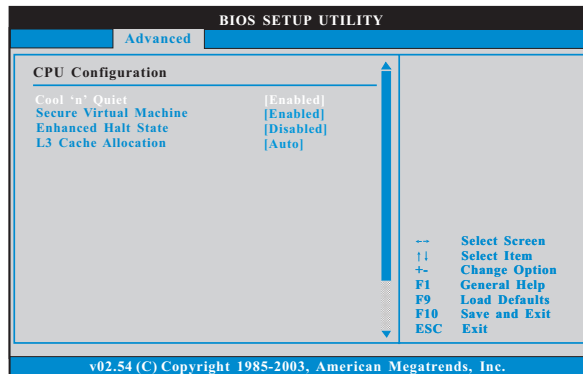 BIOS SETUP UTILITY
Advanced
CPU Configuration
Cool ‘n’ Quiet [Enabled]
Secure Virtual Machine [Enabled]
Enhanced Halt State [Disabled]
L3 Cache Allocation [Auto]
←→ Select Screen
↑↓ Select Item
+- Change Option
F1 General Help
F9 Load Defaults
F10 Save and Exit
ESC Exit
v02.54 (C) Copyright 1985-2003, American Megatrends, Inc.